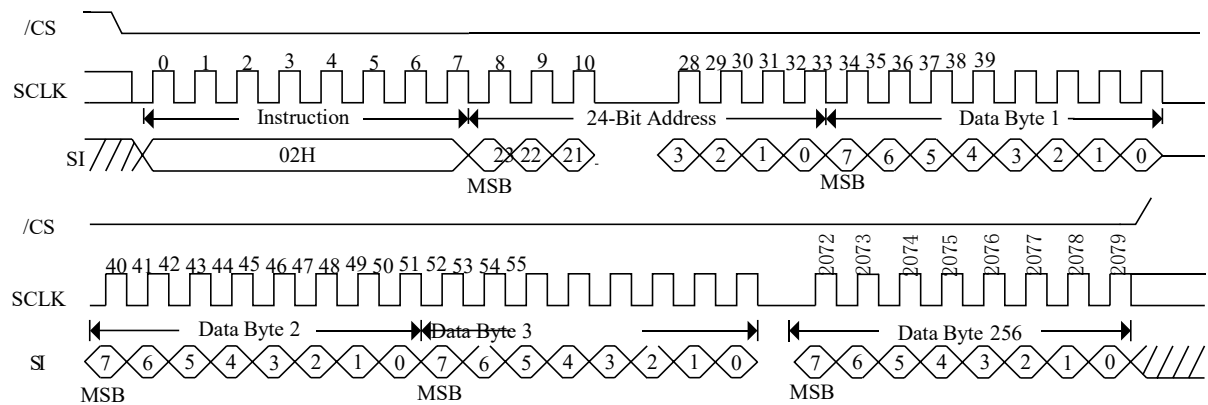 /CS
0 1 2 3 4 5 6 7 8 9 10 28 29 30 31 32 33 34 35 36 37 38 39
SCLK
Instruction 24-Bit Address Data Byte 1
SI 02H 23 22 21 3 2 1 0 7 6 5 4 3 2 1 0
MSB MSB
/CS
40 41 42 43 44 45 46 47 48 49 50 51 52 53 54 55 2072 2073 2074 2075 2076 2077 2078 2079
SCLK
Data Byte 2 Data Byte 3 Data Byte 256
SI 7 6 5 4 3 2 1 0 7 6 5 4 3 2 1 0 7 6 5 4 3 2 1 0
MSB MSB MSB